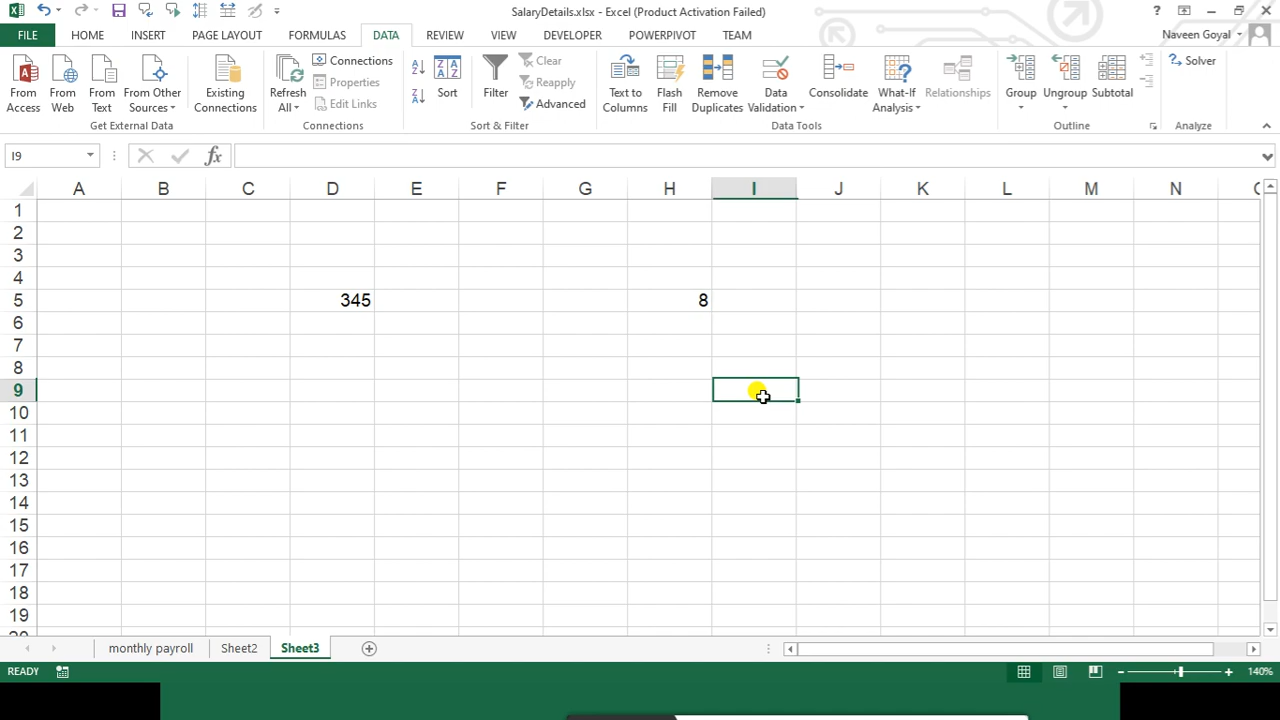 SalaryDetails.xlsx - Excel (Product Activation Failed)
FILE HOME INSERT PAGE LAYOUT FORMULAS DATA REVIEW VIEW DEVELOPER POWERPIVOT TEAM Naveen Goyal
From Access
From Web
From Text
From Other Sources
Existing Connections
Get External Data
Refresh All
Connections
Properties
Edit Links
Connections
Sort
Filter
Clear
Reapply
Advanced
Sort & Filter
Text to Columns
Flash Fill
Remove Duplicates
Data Validation
Consolidate
What-If Analysis
Relationships
Data Tools
Group
Ungroup
Subtotal
Outline
Solver
Analyze
I9 fx
A B C D E F G H I J K L M N
1
2
3
4
5 345 8
6
7
8
9
10
11
12
13
14
15
16
17
18
19
monthly payroll Sheet2 Sheet3
READY 140%